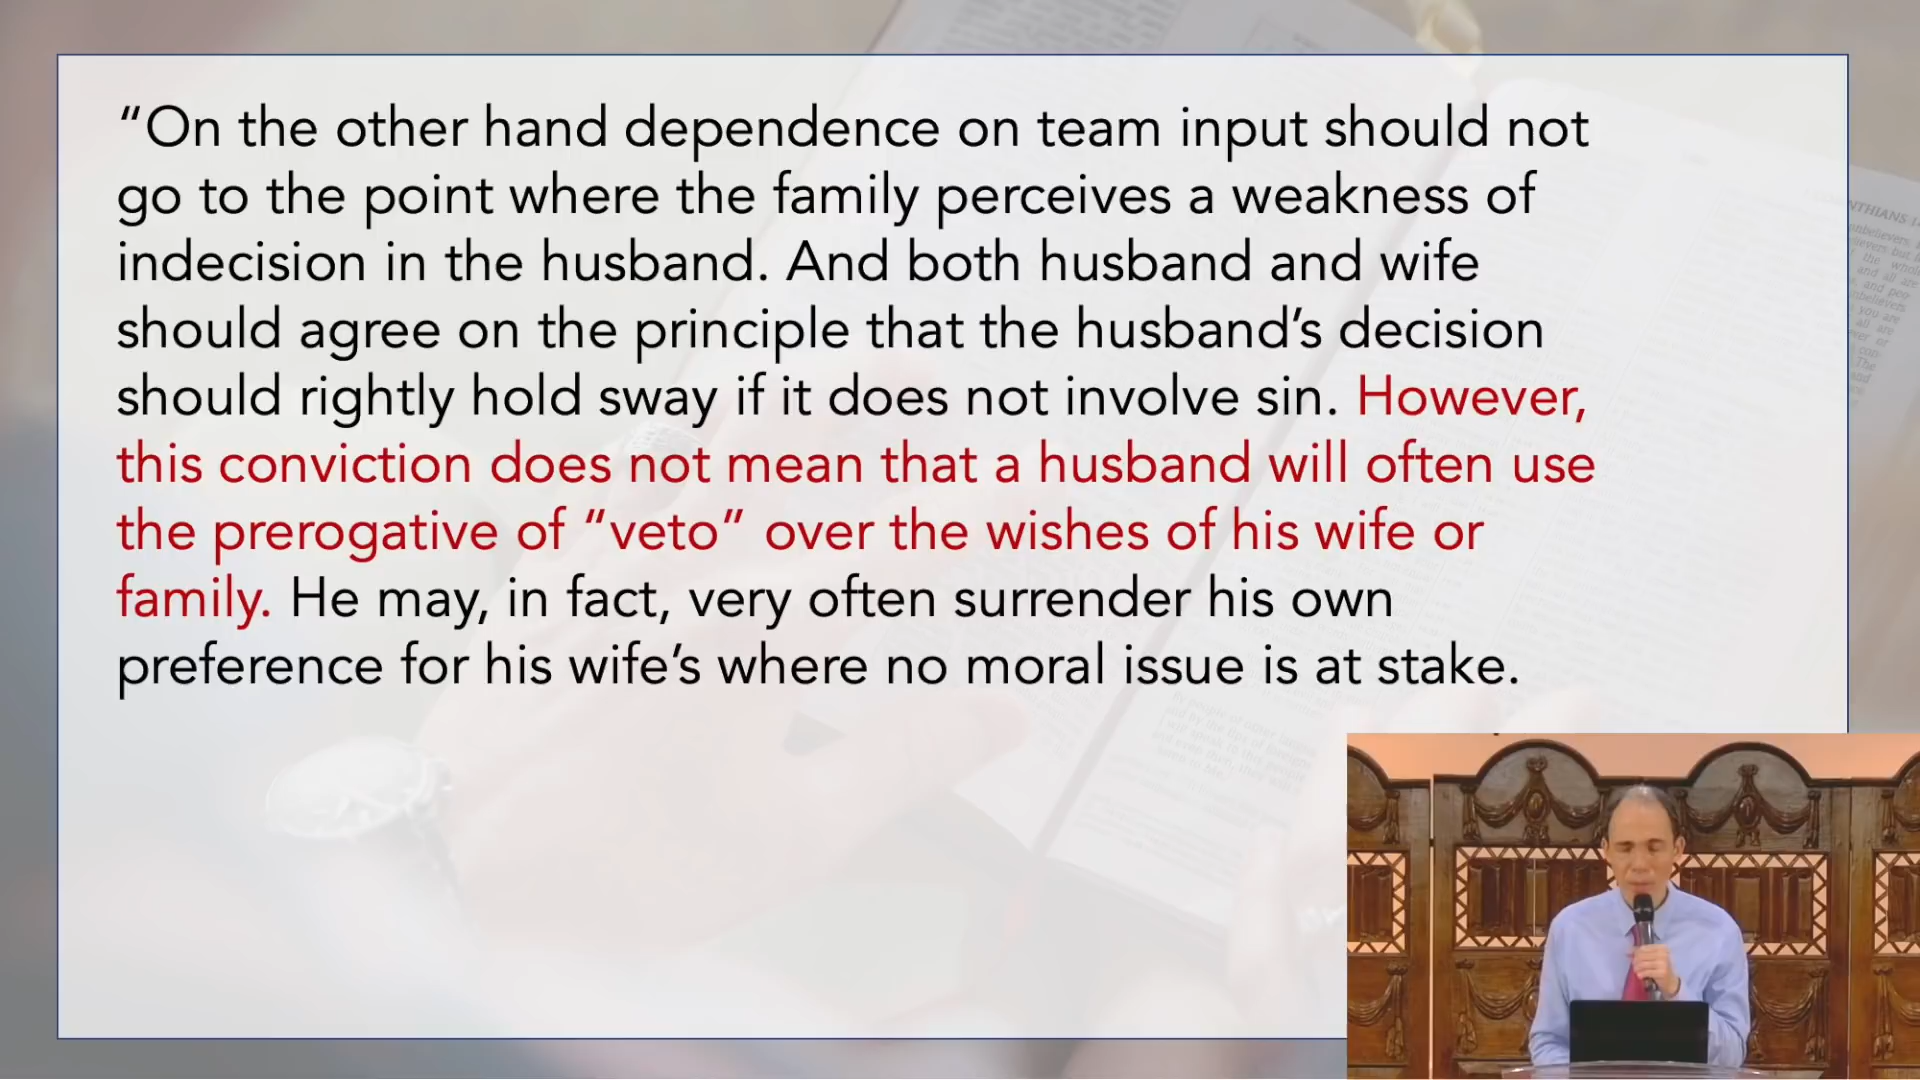 “On the other hand dependence on team input should not
go to the point where the family perceives a weakness of
indecision in the husband. And both husband and wife
should agree on the principle that the husband’s decision
should rightly hold sway if it does not involve sin. However,
this conviction does not mean that a husband will often use
the prerogative of “veto” over the wishes of his wife or
family. He may, in fact, very often surrender his own
preference for his wife’s where no moral issue is at stake.